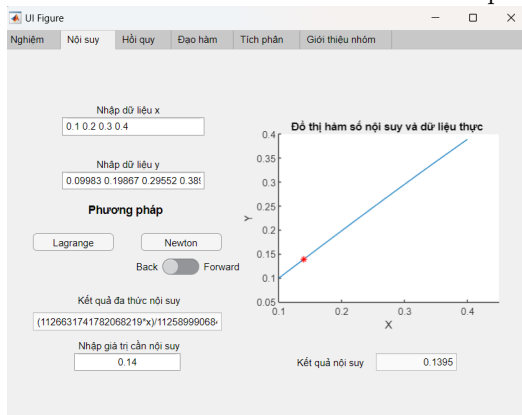 UI Figure
Nghiệm Nội suy Hồi quy Đạo hàm Tích phân Giới thiệu nhóm
Nhập dữ liệu x
0.1 0.2 0.3 0.4
Nhập dữ liệu y
0.09983 0.19867 0.29552 0.389
Phương pháp
Lagrange Newton
Back Forward
Kết quả đa thức nội suy
(1126631741782068219*x)/11258999068
Nhập giá trị cần nội suy
0.14
Đồ thị hàm số nội suy và dữ liệu thực
0.4
0.35
0.3
0.25
0.2
0.15
0.1
0.05
Y
0.1 0.2 0.3 0.4
X
Kết quả nội suy 0.1395